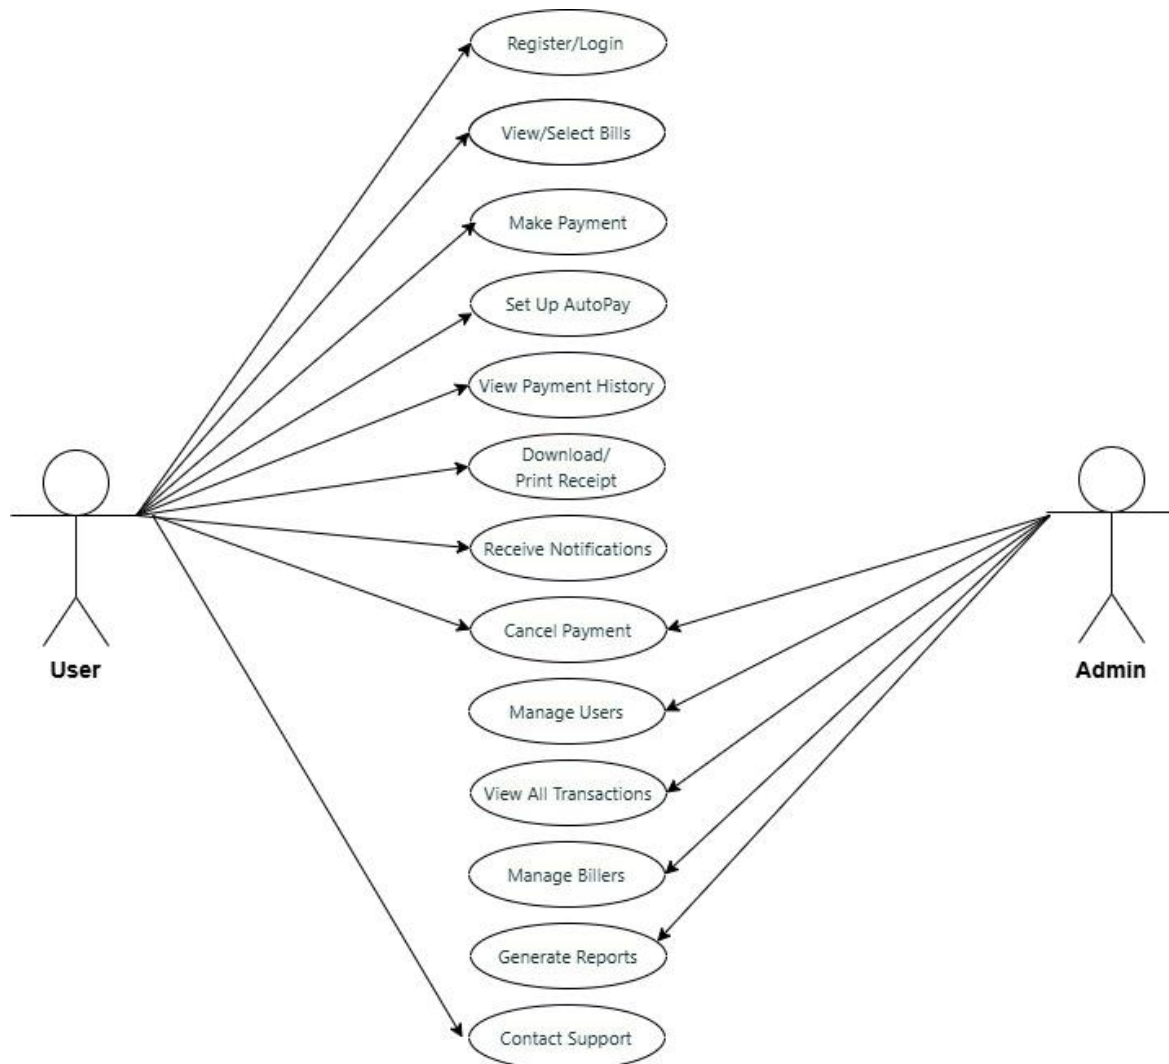 Register/Login
View/Select Bills
Make Payment
Set Up AutoPay
View Payment History
Download/
Print Receipt
Receive Notifications
Cancel Payment
User
Admin
Manage Users
View All Transactions
Manage Billers
Generate Reports
Contact Support